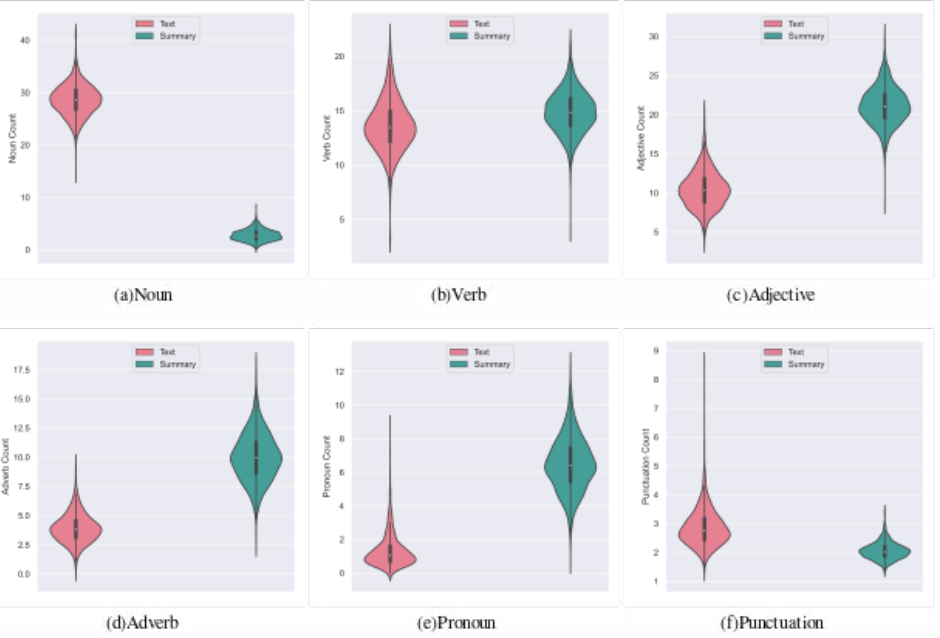 Text
Summary
40
30
20
10
0
Noun Count
(a)Noun
Text
Summary
20
15
10
5
Verb Count
(b)Verb
Text
Summary
30
25
20
15
10
5
Adjective Count
(c)Adjective
Text
Summary
17.5
15.0
12.5
10.0
7.5
5.0
2.5
0.0
Adverb Count
(d)Adverb
Text
Summary
12
10
8
6
4
2
0
Pronoun Count
(e)Pronoun
Text
Summary
9
8
7
6
5
4
3
2
1
Punctuation Count
(f)Punctuation